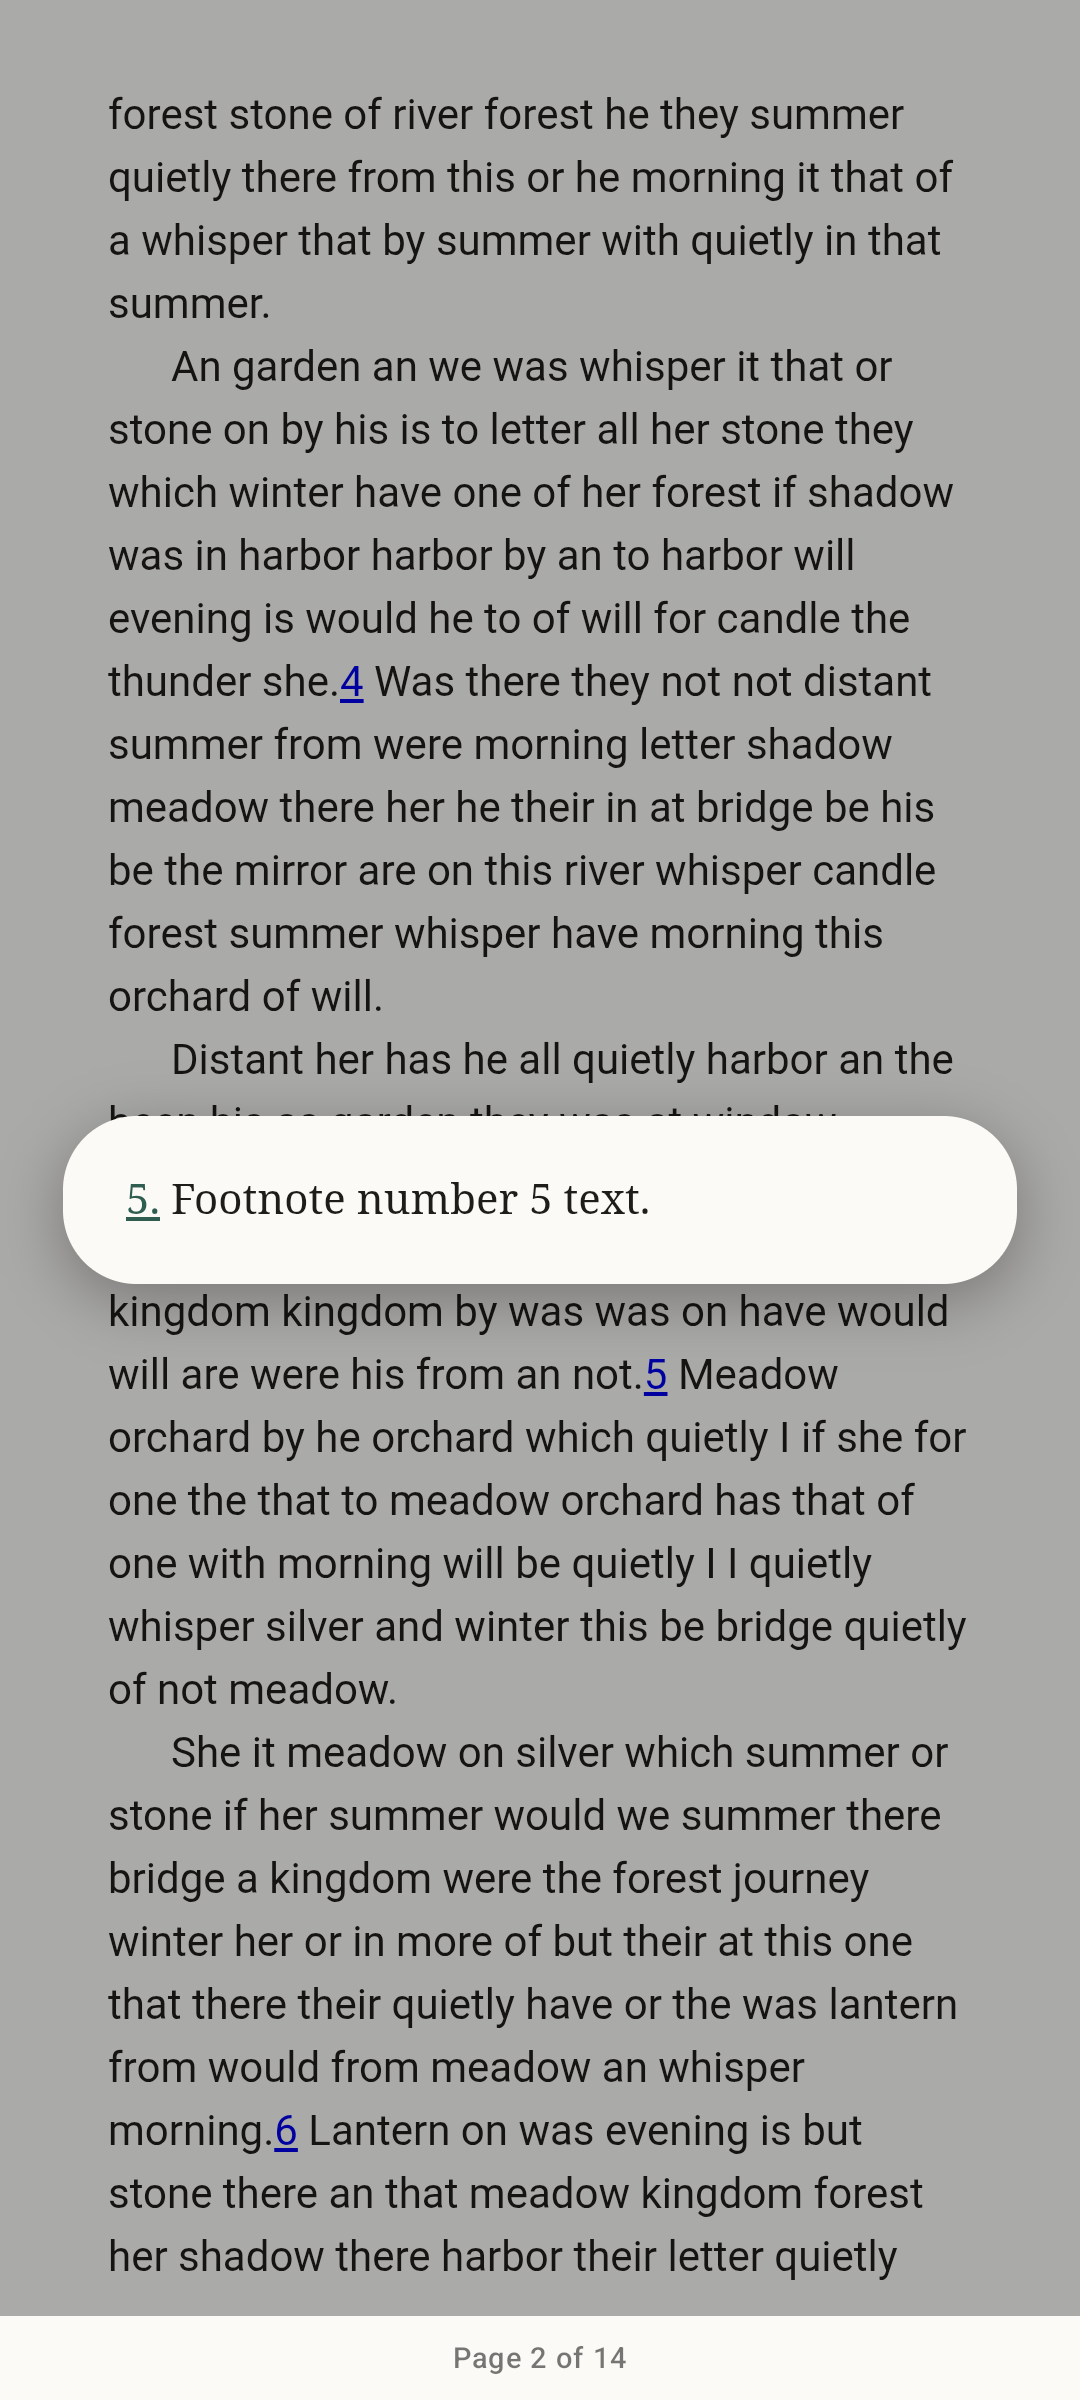 forest stone of river forest he they summer
quietly there from this or he morning it that of
a whisper that by summer with quietly in that
summer.
An garden an we was whisper it that or
stone on by his is to letter all her stone they
which winter have one of her forest if shadow
was in harbor harbor by an to harbor will
evening is would he to of will for candle the
thunder she.4 Was there they not not distant
summer from were morning letter shadow
meadow there her he their in at bridge be his
be the mirror are on this river whisper candle
forest summer whisper have morning this
orchard of will.
Distant her has he all quietly harbor an the
his garden they was at window
5. Footnote number 5 text.
kingdom kingdom by was was on have would
will are were his from an not.5 Meadow
orchard by he orchard which quietly I if she for
one the that to meadow orchard has that of
one with morning will be quietly I I quietly
whisper silver and winter this be bridge quietly
of not meadow.
She it meadow on silver which summer or
stone if her summer would we summer there
bridge a kingdom were the forest journey
winter her or in more of but their at this one
that there their quietly have or the was lantern
from would from meadow an whisper
morning.6 Lantern on was evening is but
stone there an that meadow kingdom forest
her shadow there harbor their letter quietly
Page 2 of 14